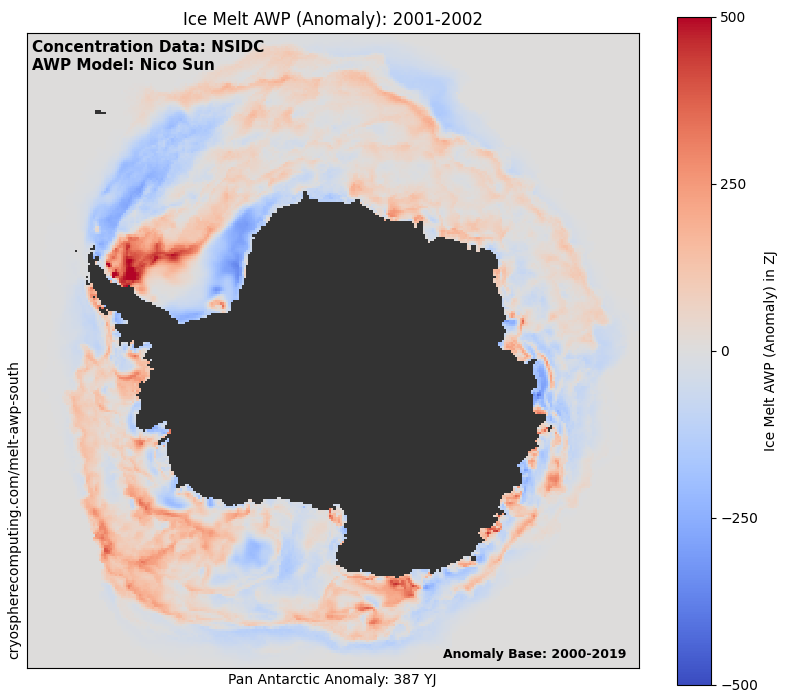 Ice Melt AWP (Anomaly): 2001-2002
Concentration Data: NSIDC
AWP Model: Nico Sun
cryospherecomputing.com/melt-awp-south
Anomaly Base: 2000-2019
Pan Antarctic Anomaly: 387 YJ
500
250
0
−250
−500
Ice Melt AWP (Anomaly) in ZJ